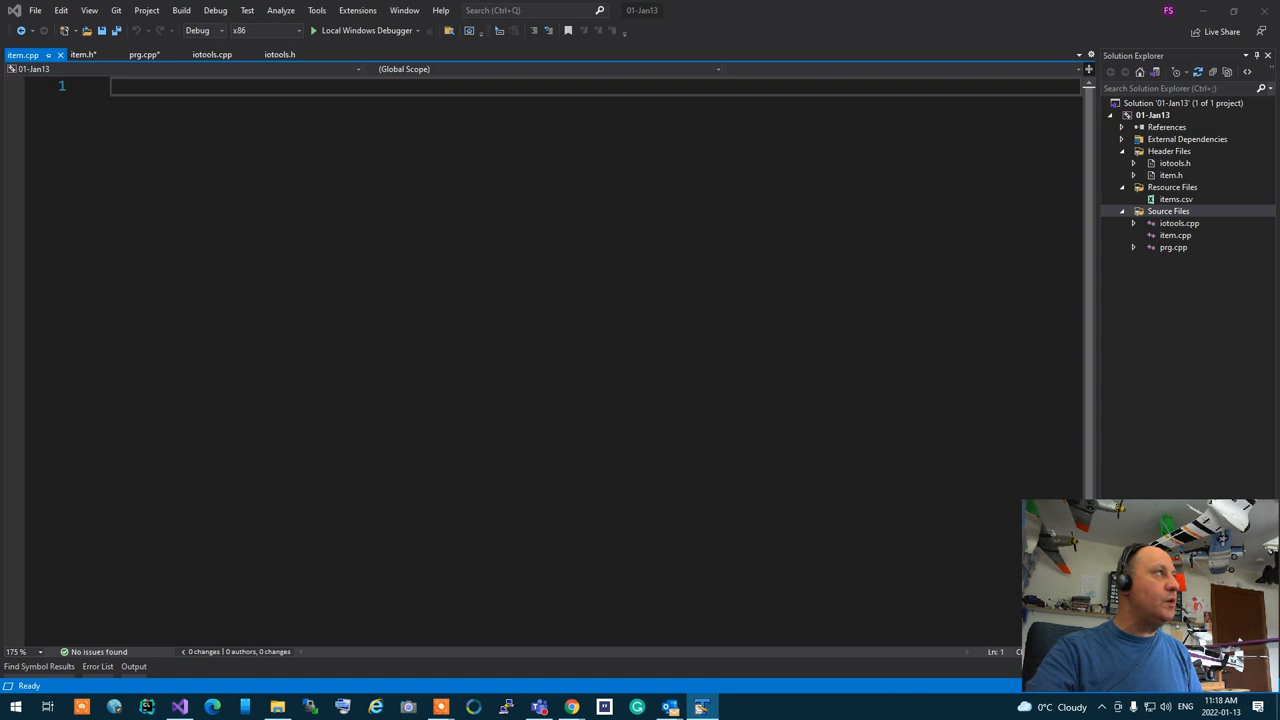 File Edit View Git Project Build Debug Test Analyze Tools Extensions Window Help Search (Ctrl+Q) 01-Jan13 FS
Debug x86 Local Windows Debugger Live Share
item.cpp item.h* prg.cpp* iotools.cpp iotools.h
01-Jan13 (Global Scope)
1
Solution Explorer
Search Solution Explorer (Ctrl+;)
Solution '01-Jan13' (1 of 1 project)
01-Jan13
References
External Dependencies
Header Files
iotools.h
item.h
Resource Files
items.csv
Source Files
iotools.cpp
item.cpp
prg.cpp
175 % No issues found 0 changes | 0 authors, 0 changes Ln: 1
Find Symbol Results Error List Output
Ready
0°C Cloudy 11:18 AM
2022-01-13